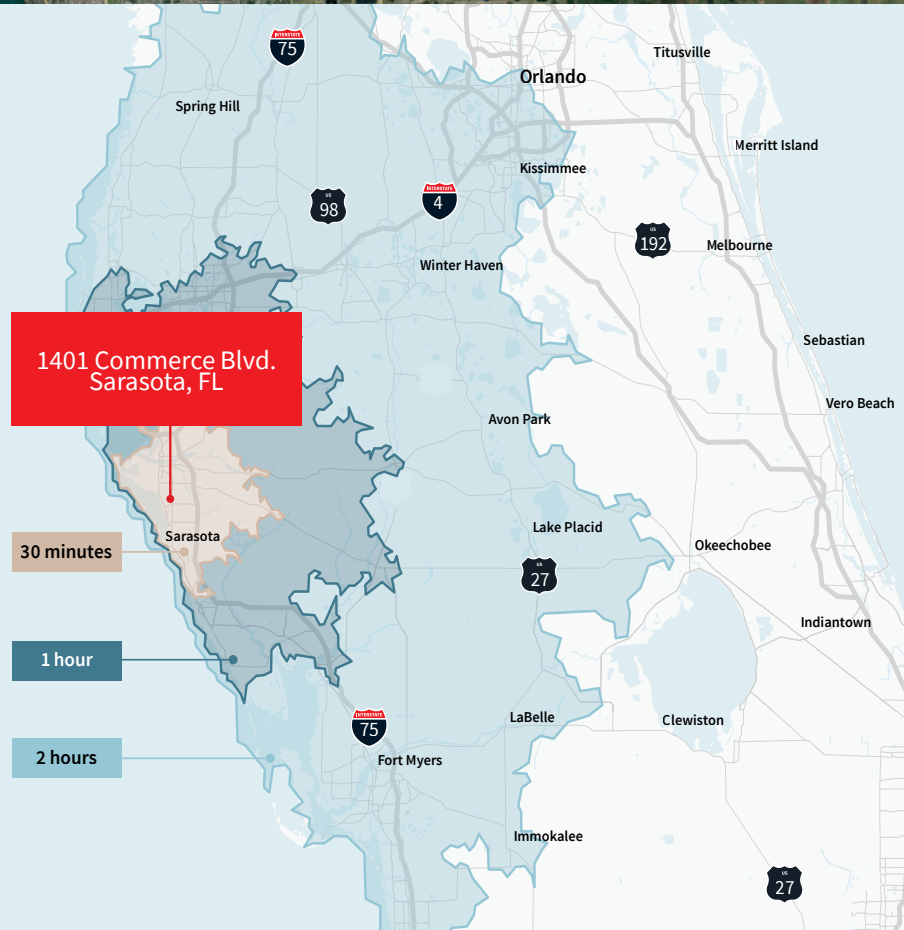 INTERSTATE
75
Titusville
Orlando
Spring Hill
Merritt Island
Kissimmee
US
98
INTERSTATE
4
US
192
Melbourne
Winter Haven
1401 Commerce Blvd.
Sarasota, FL
Sebastian
Vero Beach
Avon Park
Lake Placid
Sarasota
30 minutes
Okeechobee
US
27
Indiantown
1 hour
INTERSTATE
75
LaBelle
Clewiston
2 hours
Fort Myers
Immokalee
US
27